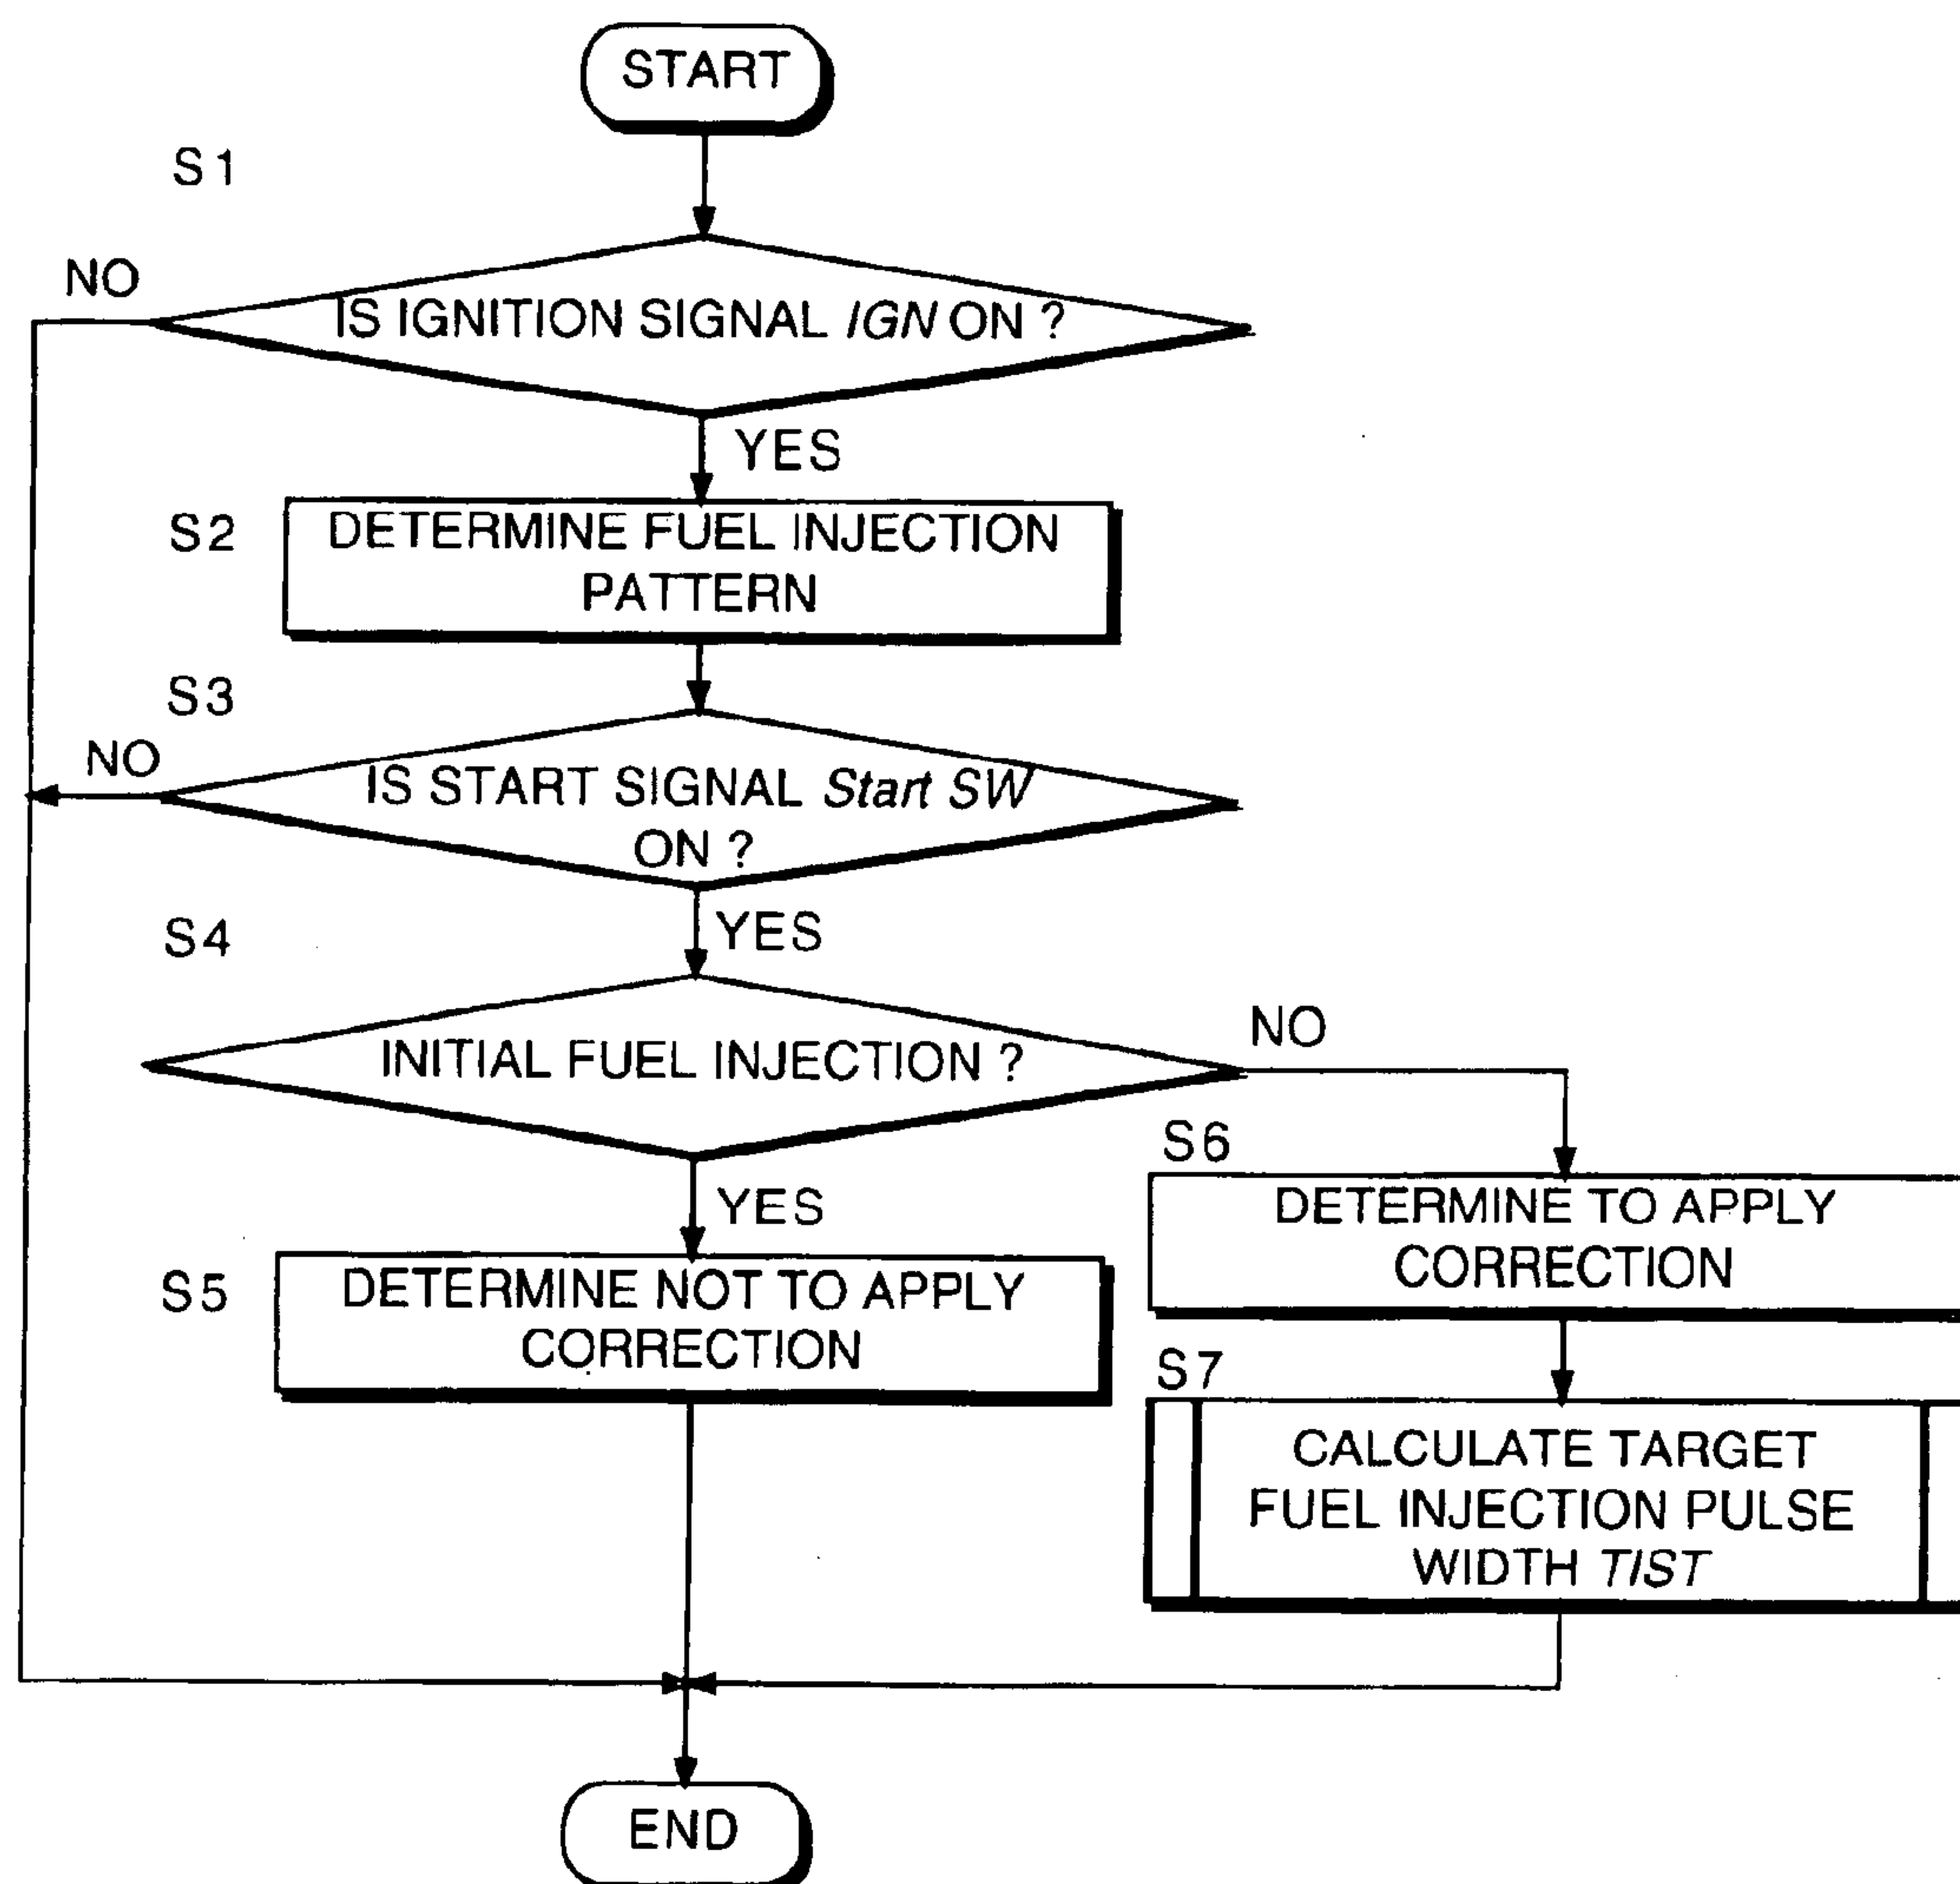 START
S1
NO
IS IGNITION SIGNAL IGN ON ?
YES
S2
DETERMINE FUEL INJECTION
PATTERN
S3
NO
IS START SIGNAL Start SW
ON ?
YES
S4
INITIAL FUEL INJECTION ?
NO
YES
S5
DETERMINE NOT TO APPLY
CORRECTION
S6
DETERMINE TO APPLY
CORRECTION
S7
CALCULATE TARGET
FUEL INJECTION PULSE
WIDTH TIST
END